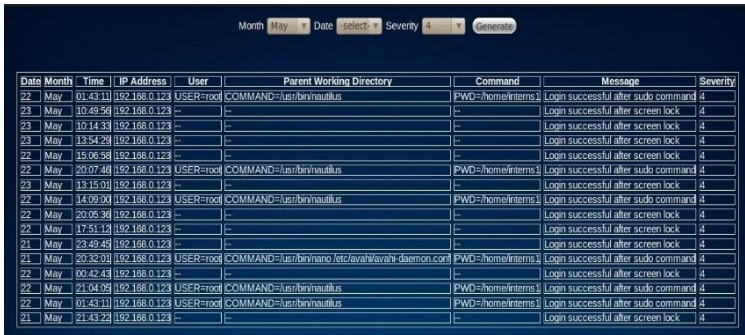 Month May Date -select- Severity 4 Generate
Date Month Time IP Address User Parent Working Directory Command Message Severity
22 May 01:43:11 192.168.0.123 USER=root COMMAND=/usr/bin/nautilus PWD=/home/interns1 Login successful after sudo command 4
23 May 10:49:56 192.168.0.123 -- -- -- Login successful after screen lock 4
23 May 10:14:33 192.168.0.123 -- -- -- Login successful after screen lock 4
23 May 13:54:29 192.168.0.123 -- -- -- Login successful after screen lock 4
22 May 15:06:58 192.168.0.123 -- -- -- Login successful after screen lock 4
22 May 20:07:46 192.168.0.123 USER=root COMMAND=/usr/bin/nautilus PWD=/home/interns1 Login successful after sudo command 4
23 May 13:15:01 192.168.0.123 -- -- -- Login successful after screen lock 4
22 May 14:09:00 192.168.0.123 USER=root COMMAND=/usr/bin/nautilus PWD=/home/interns1 Login successful after sudo command 4
22 May 20:05:36 192.168.0.123 -- -- -- Login successful after screen lock 4
22 May 17:51:12 192.168.0.123 -- -- -- Login successful after screen lock 4
21 May 23:49:45 192.168.0.123 -- -- -- Login successful after screen lock 4
21 May 20:32:01 192.168.0.123 USER=root COMMAND=/usr/bin/nano /etc/avahi/avahi-daemon.conf PWD=/home/interns1 Login successful after sudo command 4
22 May 00:42:43 192.168.0.123 -- -- -- Login successful after screen lock 4
22 May 21:04:05 192.168.0.123 USER=root COMMAND=/usr/bin/nautilus PWD=/home/interns1 Login successful after sudo command 4
22 May 01:43:11 192.168.0.123 USER=root COMMAND=/usr/bin/nautilus PWD=/home/interns1 Login successful after sudo command 4
21 May 21:43:22 192.168.0.123 -- -- -- Login successful after screen lock 4